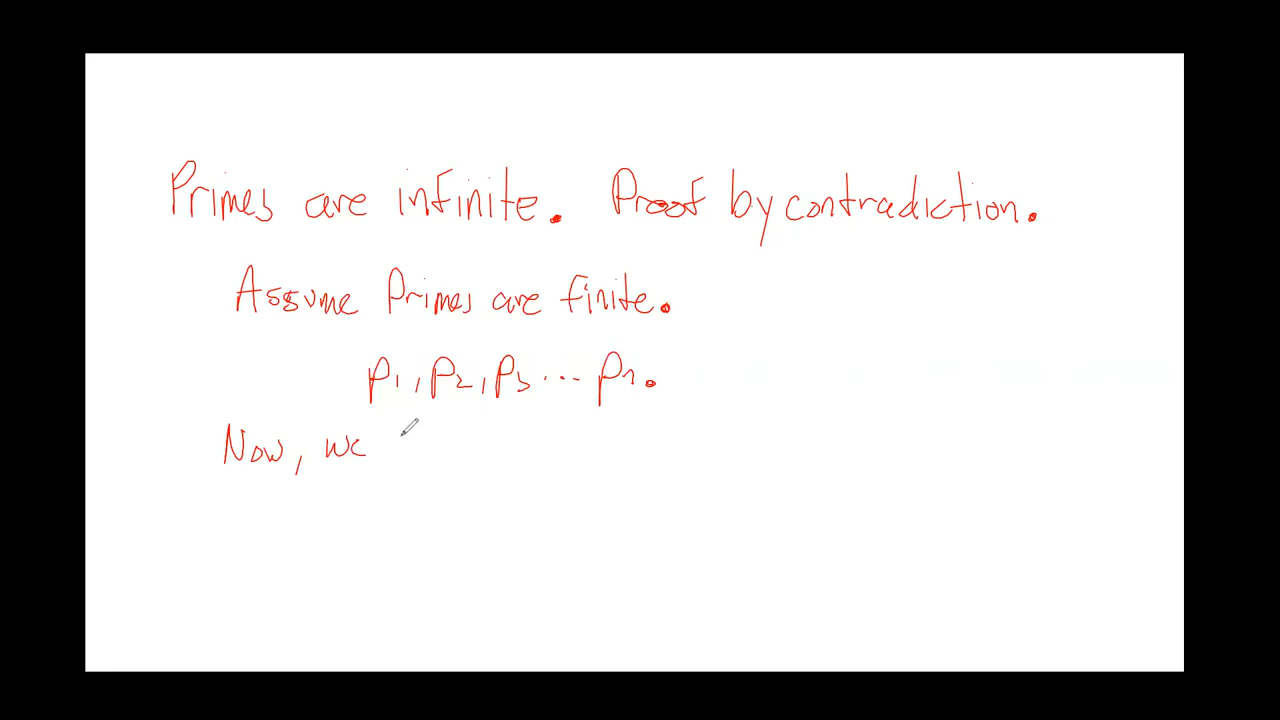 Primes are infinite. Proof by contradiction.
Assume Primes are finite.
P1, P2, P3 ... Pn.
Now, we